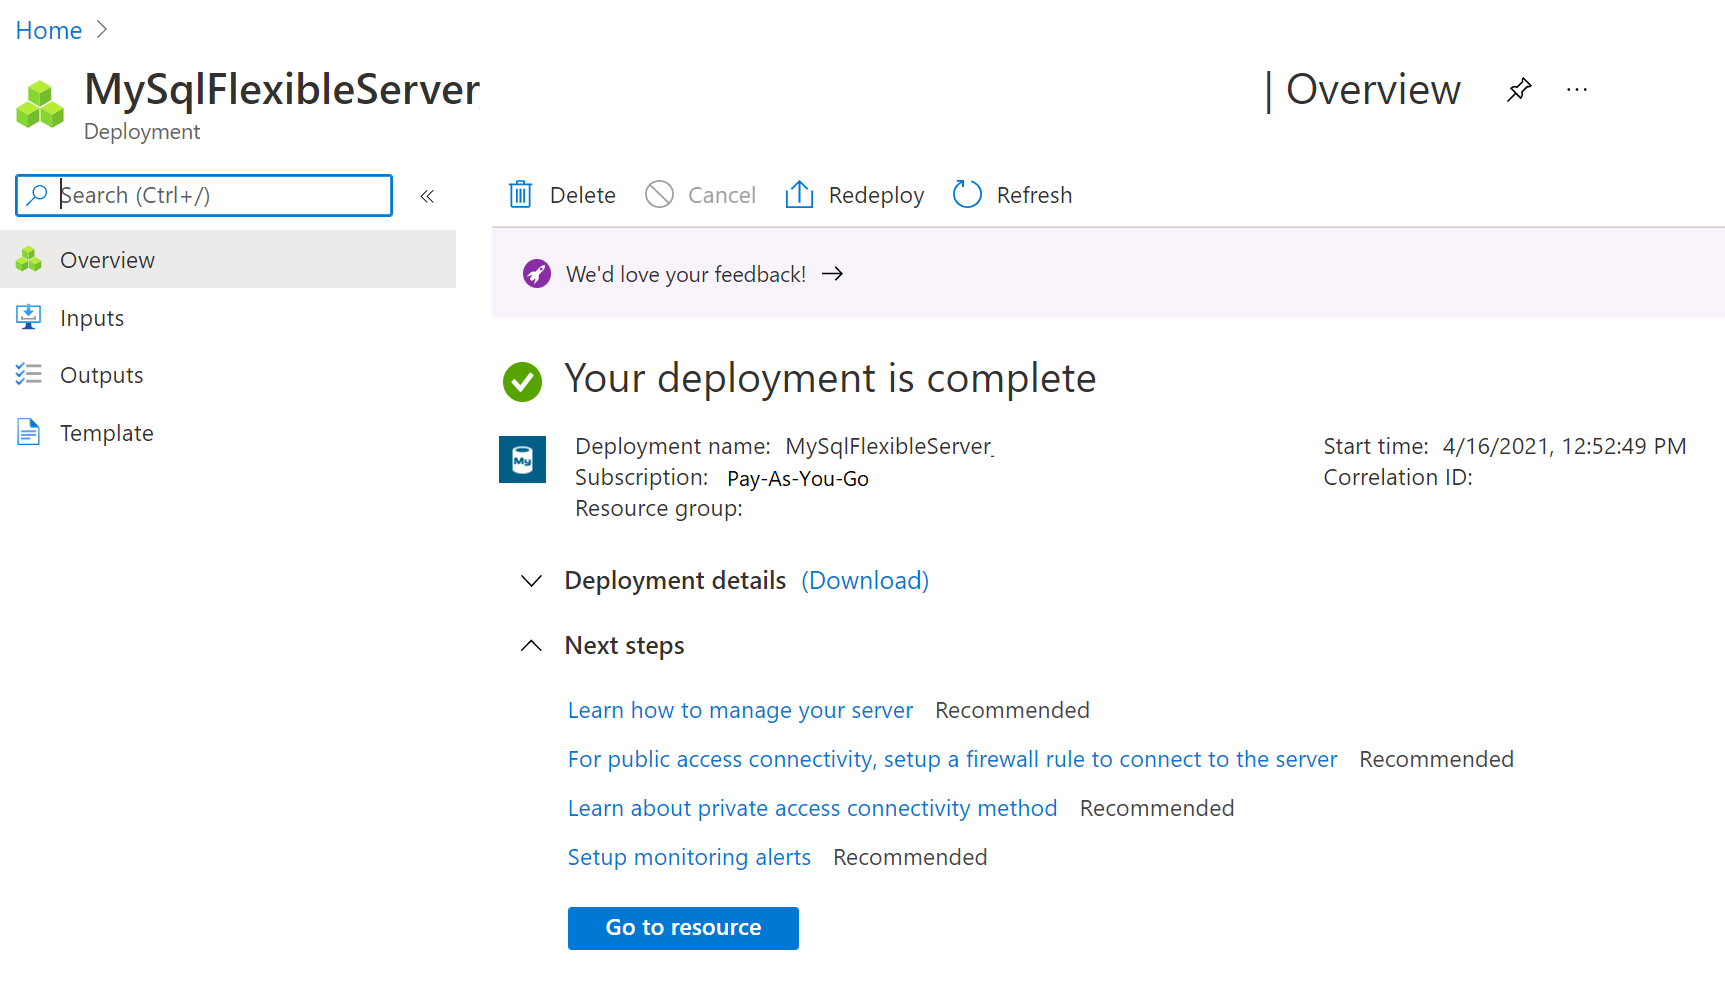 Home
MySqlFlexibleServer | Overview
Deployment
Search (Ctrl+/)
Delete Cancel Redeploy Refresh
Overview
We'd love your feedback!
Inputs
Outputs
Template
Your deployment is complete
My
Deployment name: MySqlFlexibleServer_ Start time: 4/16/2021, 12:52:49 PM
Subscription: Pay-As-You-Go Correlation ID:
Resource group:
Deployment details (Download)
Next steps
Learn how to manage your server Recommended
For public access connectivity, setup a firewall rule to connect to the server Recommended
Learn about private access connectivity method Recommended
Setup monitoring alerts Recommended
Go to resource